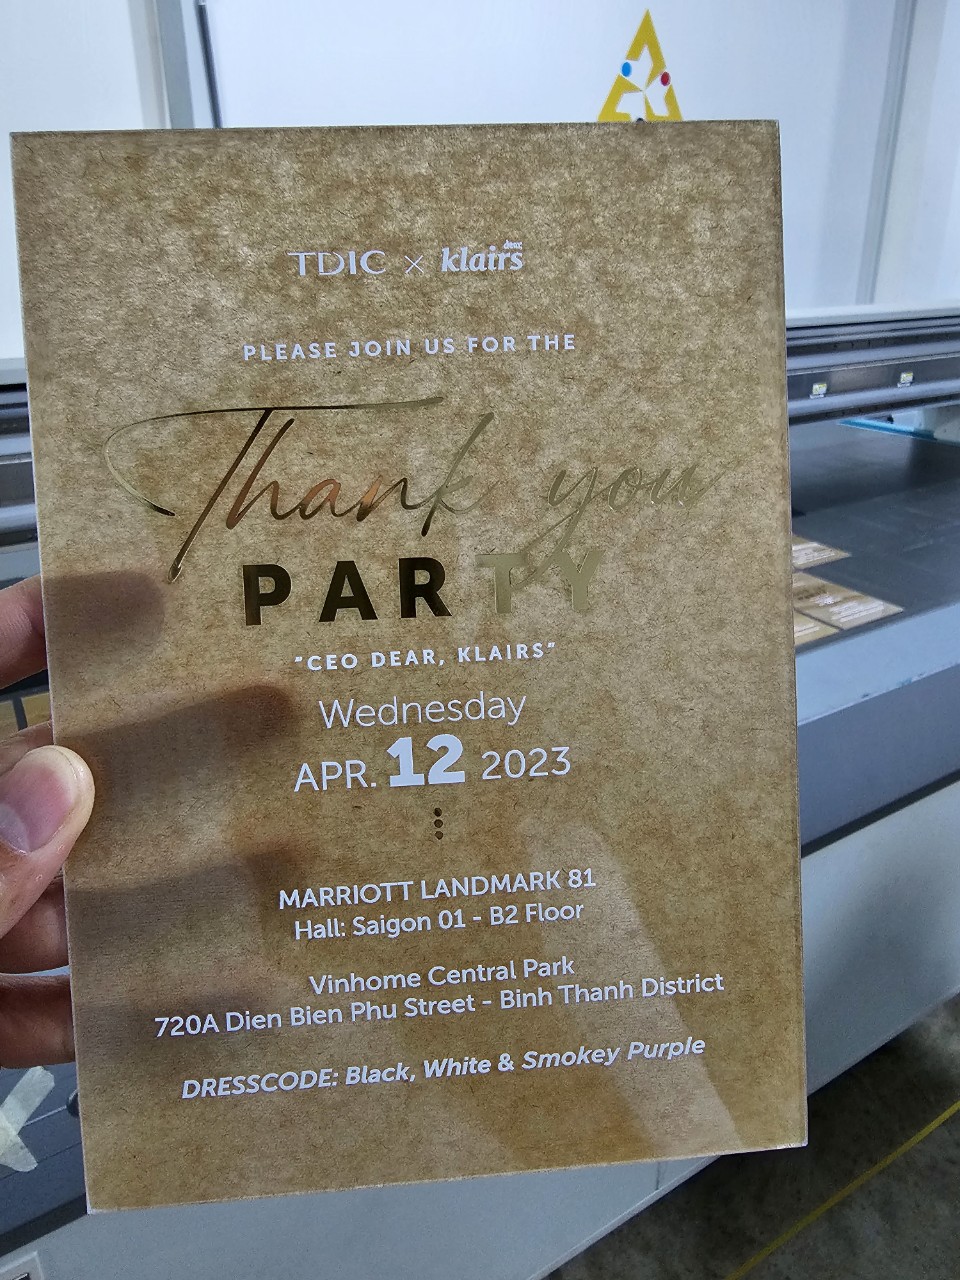 TDIC × dear, klairs
PLEASE JOIN US FOR THE
Thank you
PARTY
"CEO DEAR, KLAIRS"
Wednesday
APR. 12 2023
MARRIOTT LANDMARK 81
Hall: Saigon 01 - B2 Floor
Vinhome Central Park
720A Dien Bien Phu Street - Binh Thanh District
DRESSCODE: Black, White & Smokey Purple